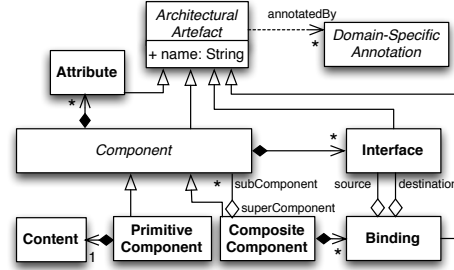 Architectural
Artefact
+ name: String
annotatedBy
*
Domain-Specific
Annotation
Attribute
*
Component
*
Interface
*
subComponent
superComponent
source
destination
Content
1
Primitive
Component
Composite
Component
*
Binding